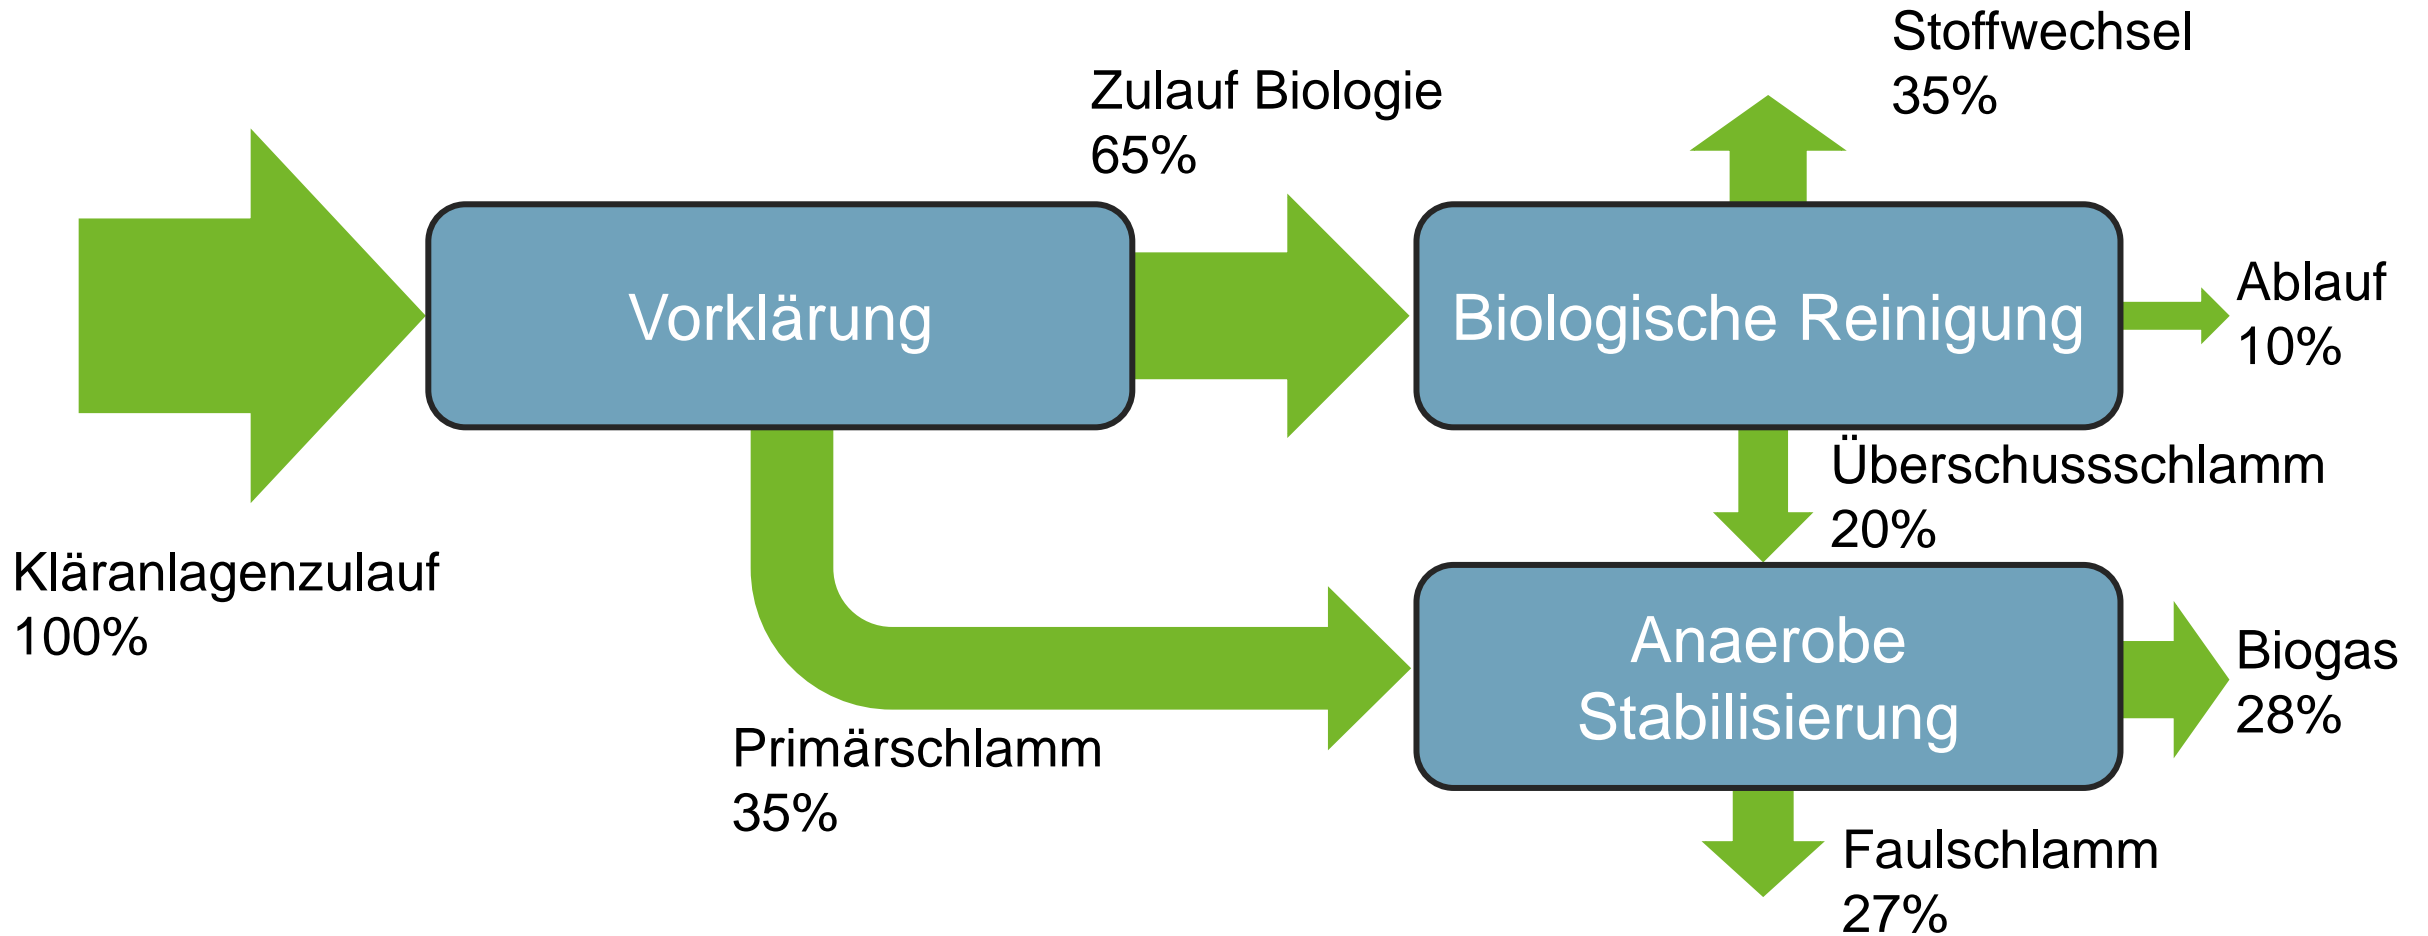 Stoffwechsel
35%
Zulauf Biologie
65%
Vorklärung
Biologische Reinigung
Ablauf
10%
Kläranlagenzulauf
100%
Überschussschlamm
20%
Primärschlamm
35%
Anaerobe
Stabilisierung
Biogas
28%
Faulschlamm
27%